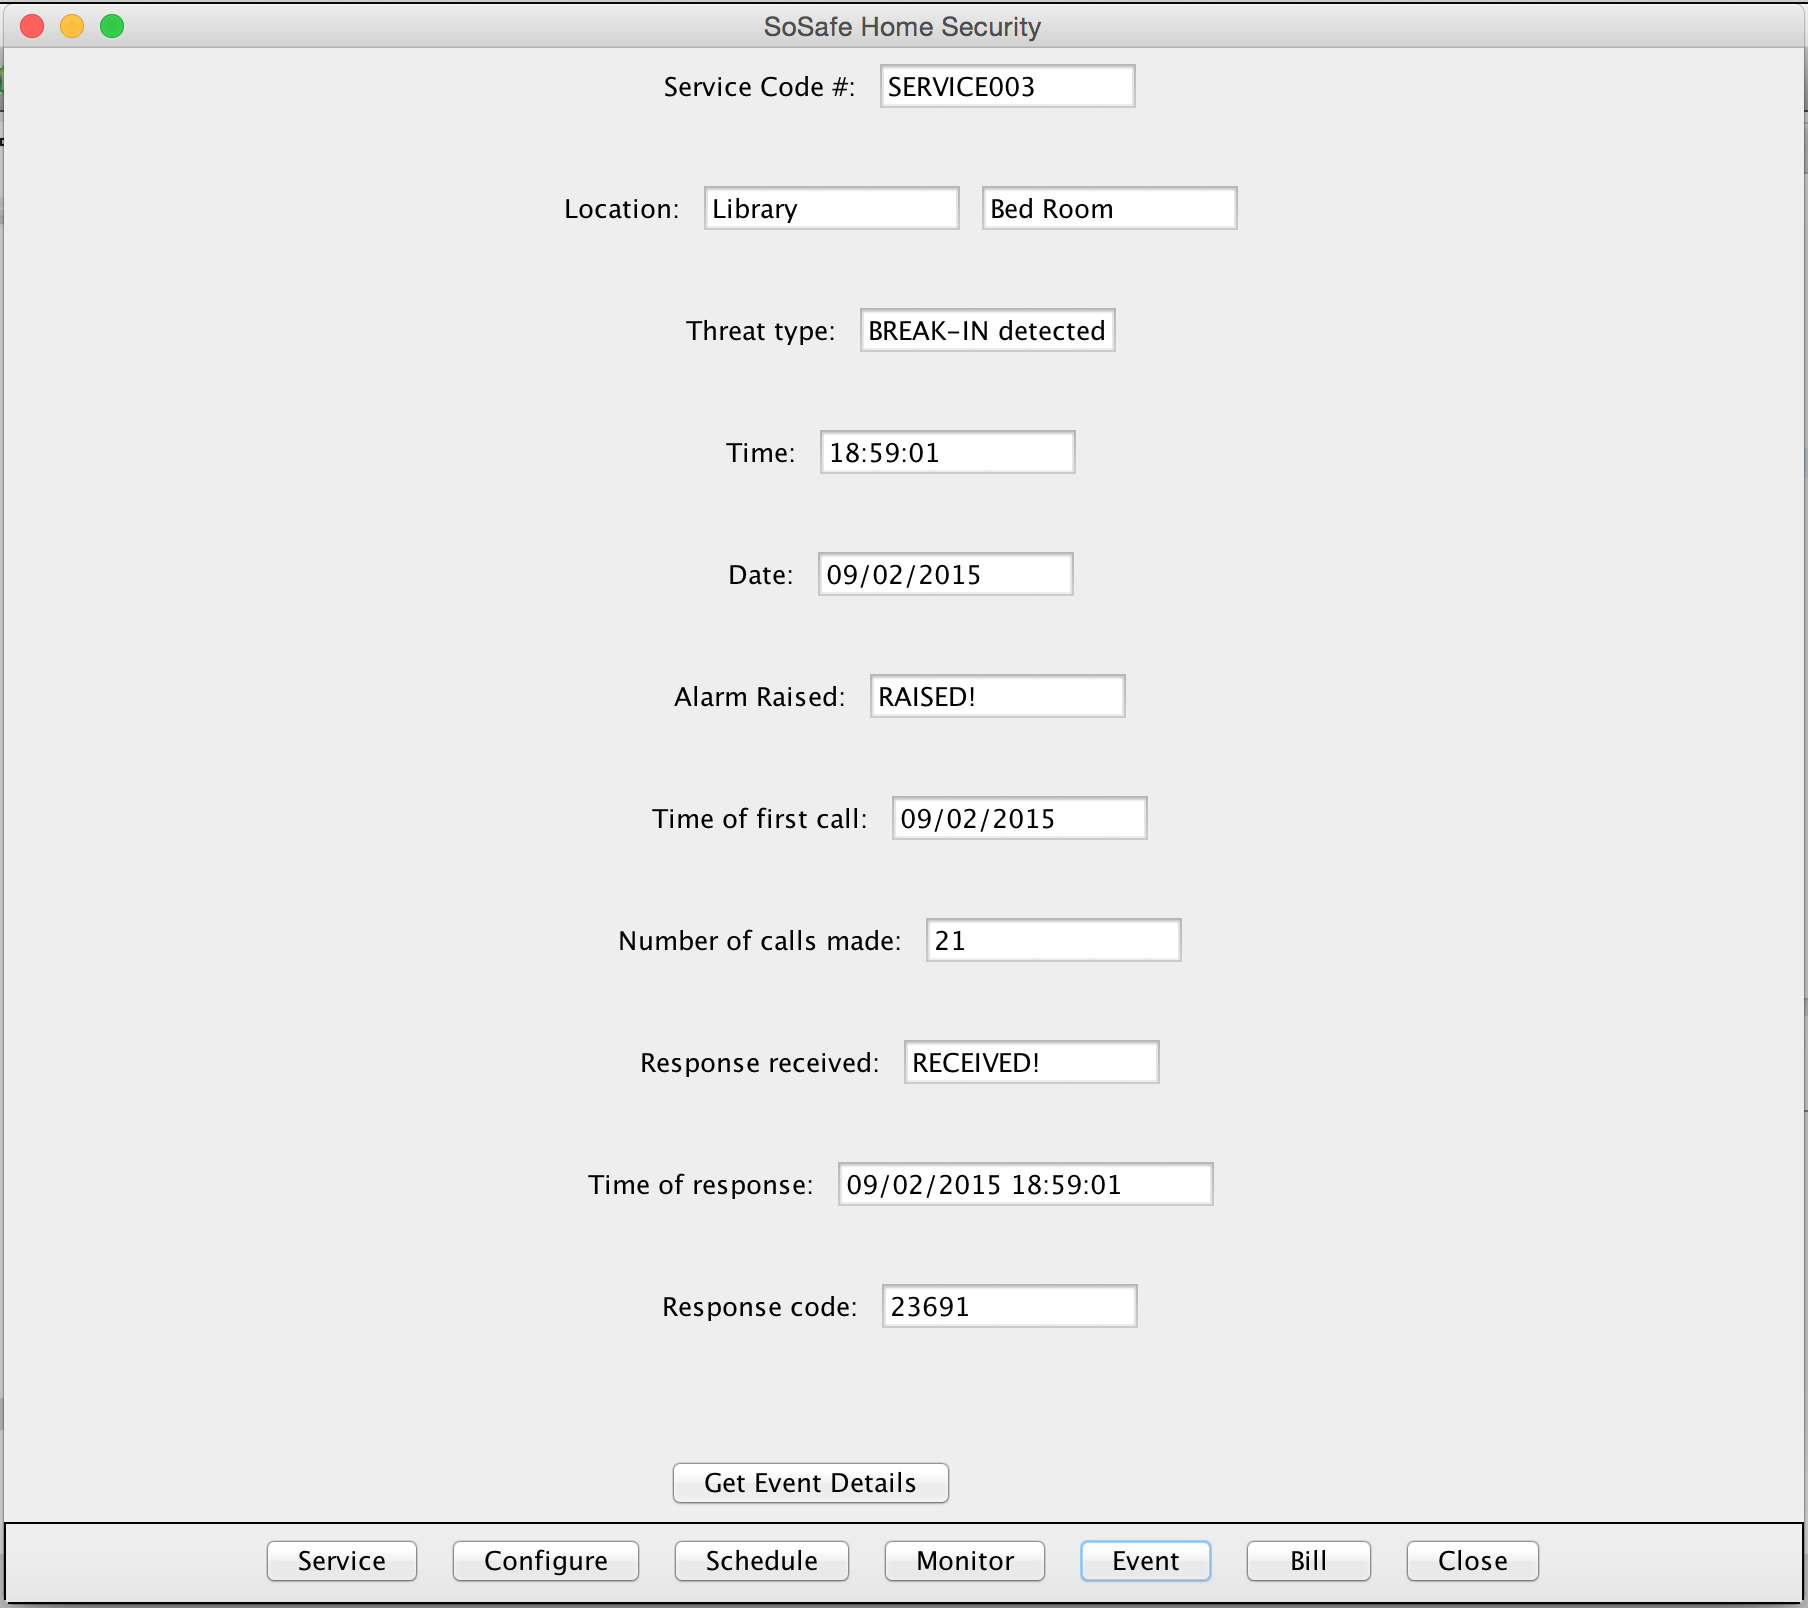 SoSafe Home Security
Service Code #: SERVICE003
Location: Library Bed Room
Threat type: BREAK-IN detected
Time: 18:59:01
Date: 09/02/2015
Alarm Raised: RAISED!
Time of first call: 09/02/2015
Number of calls made: 21
Response received: RECEIVED!
Time of response: 09/02/2015 18:59:01
Response code: 23691
Get Event Details
Service Configure Schedule Monitor Event Bill Close